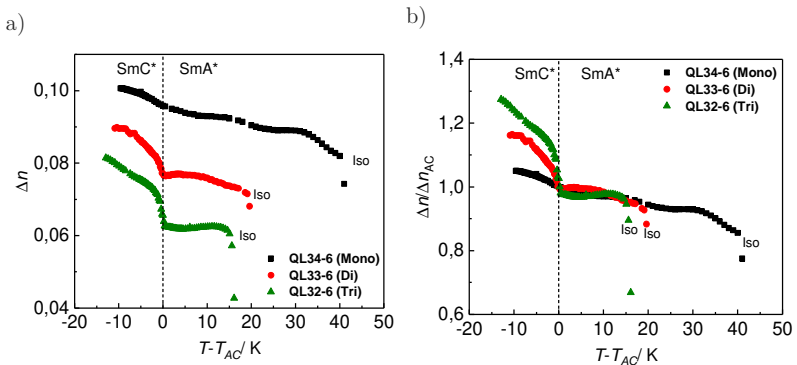 a)
SmC* SmA*
0,10
0,08
0,06
0,04
Δn
Iso
Iso
Iso
QL34-6 (Mono)
QL33-6 (Di)
QL32-6 (Tri)
-20 -10 0 10 20 30 40 50
T-TAC/ K
b)
1,4
1,2
1,0
0,8
0,6
Δn/ΔnAC
SmC* SmA*
QL34-6 (Mono)
QL33-6 (Di)
QL32-6 (Tri)
Iso Iso
Iso
-20 -10 0 10 20 30 40 50
T-TAC/ K